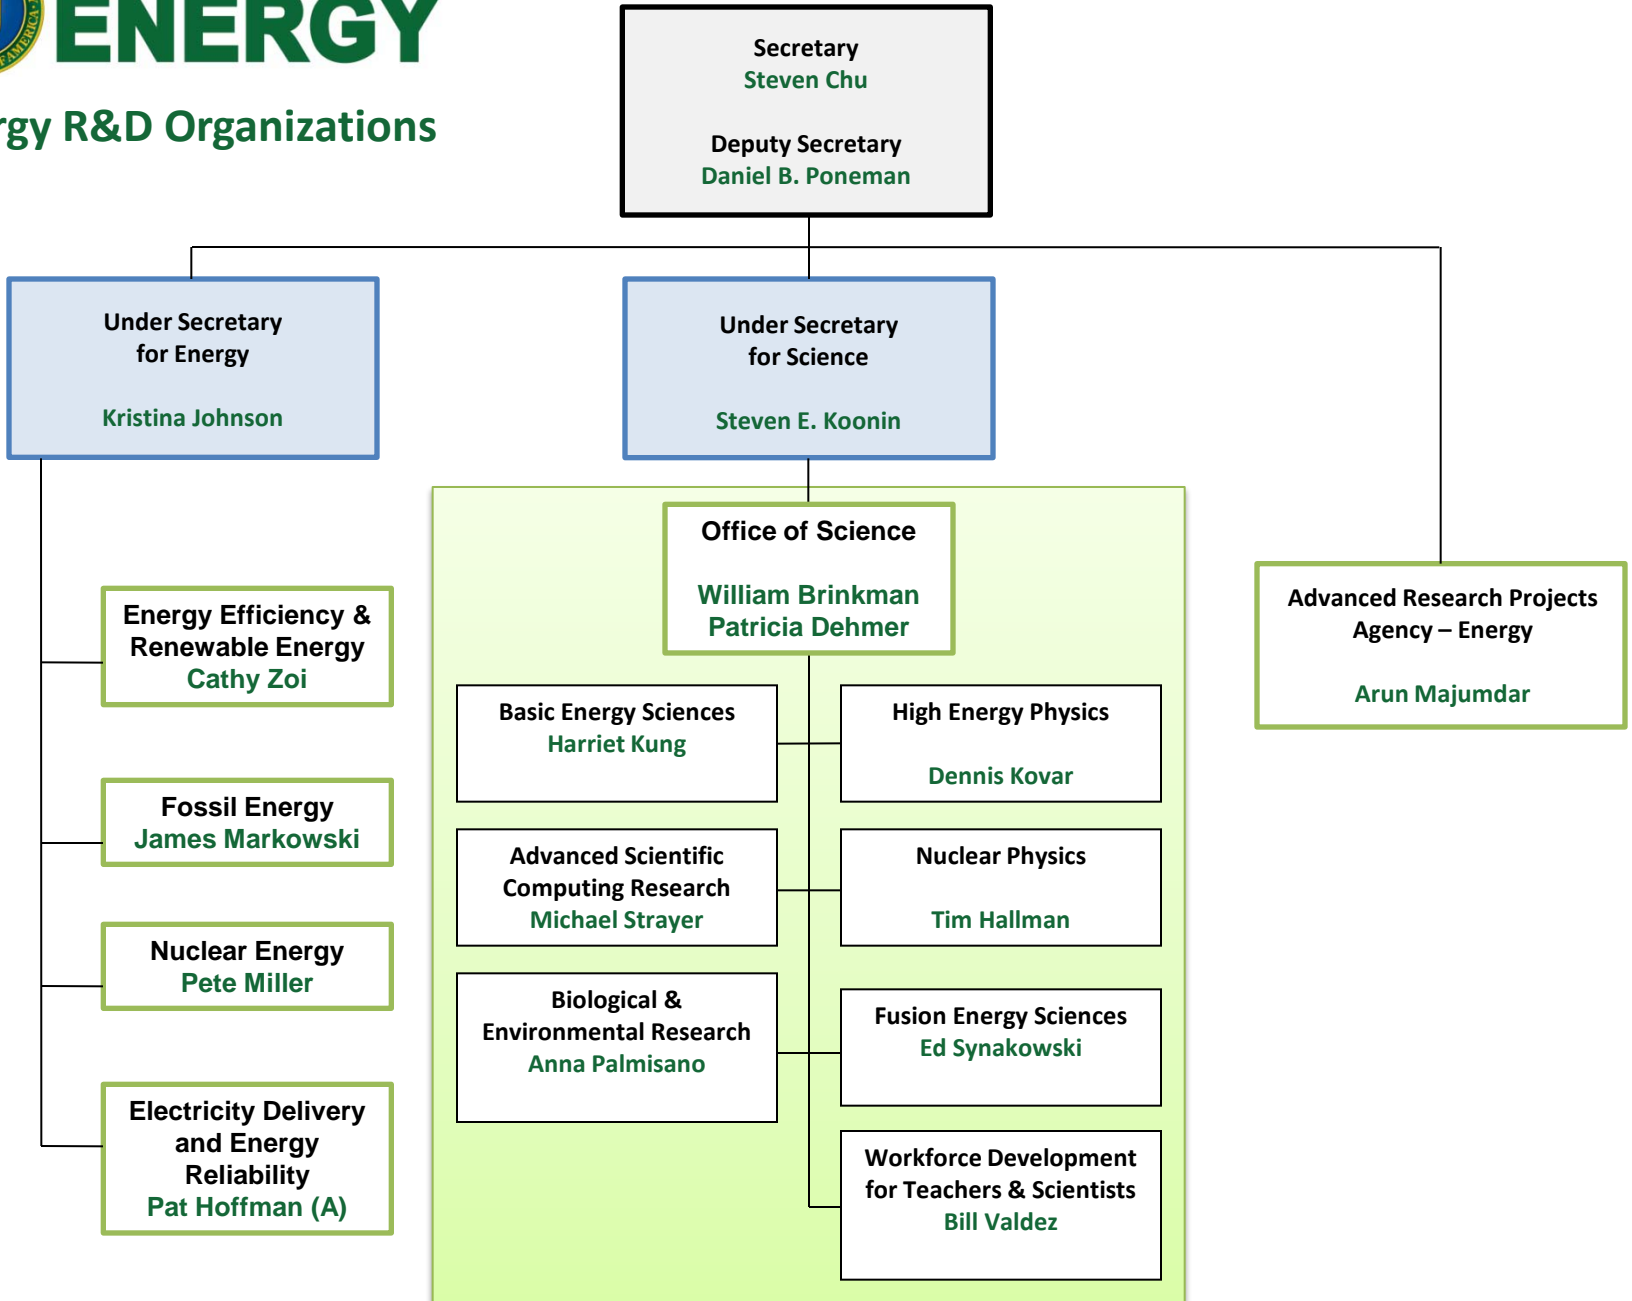 ENERGY
R&D Organizations
Secretary
Steven Chu
Deputy Secretary
Daniel B. Poneman
Under Secretary
for Energy
Kristina Johnson
Under Secretary
for Science
Steven E. Koonin
Energy Efficiency &
Renewable Energy
Cathy Zoi
Fossil Energy
James Markowski
Nuclear Energy
Pete Miller
Electricity Delivery
and Energy
Reliability
Pat Hoffman (A)
Office of Science
William Brinkman
Patricia Dehmer
Basic Energy Sciences
Harriet Kung
High Energy Physics
Dennis Kovar
Advanced Scientific
Computing Research
Michael Strayer
Nuclear Physics
Tim Hallman
Biological &
Environmental Research
Anna Palmisano
Fusion Energy Sciences
Ed Synakowski
Workforce Development
for Teachers & Scientists
Bill Valdez
Advanced Research Projects
Agency – Energy
Arun Majumdar